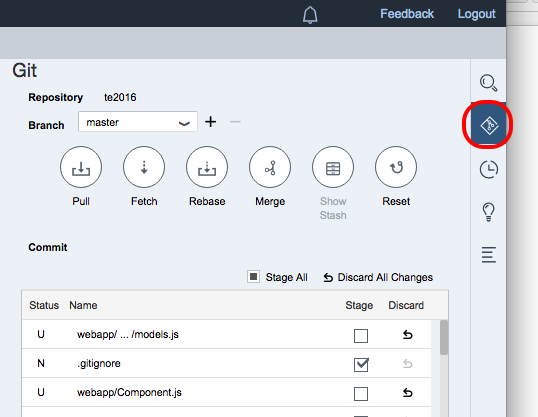 Feedback Logout
Git
Repository te2016
Branch master
Pull Fetch Rebase Merge Show Stash Reset
Commit
Stage All Discard All Changes
Status Name Stage Discard
U webapp/ ... /models.js
N .gitignore
U webapp/Component.js